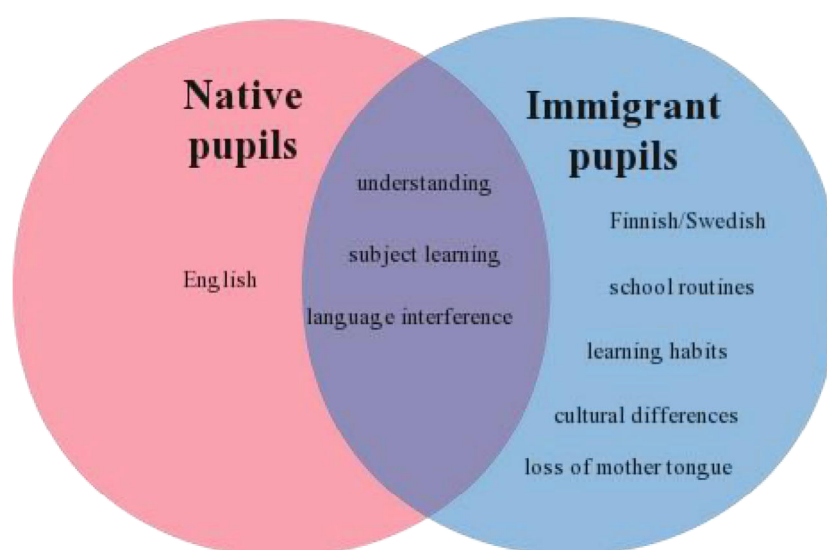 Native
pupils
English
understanding
subject learning
language interference
Immigrant
pupils
Finnish/Swedish
school routines
learning habits
cultural differences
loss of mother tongue